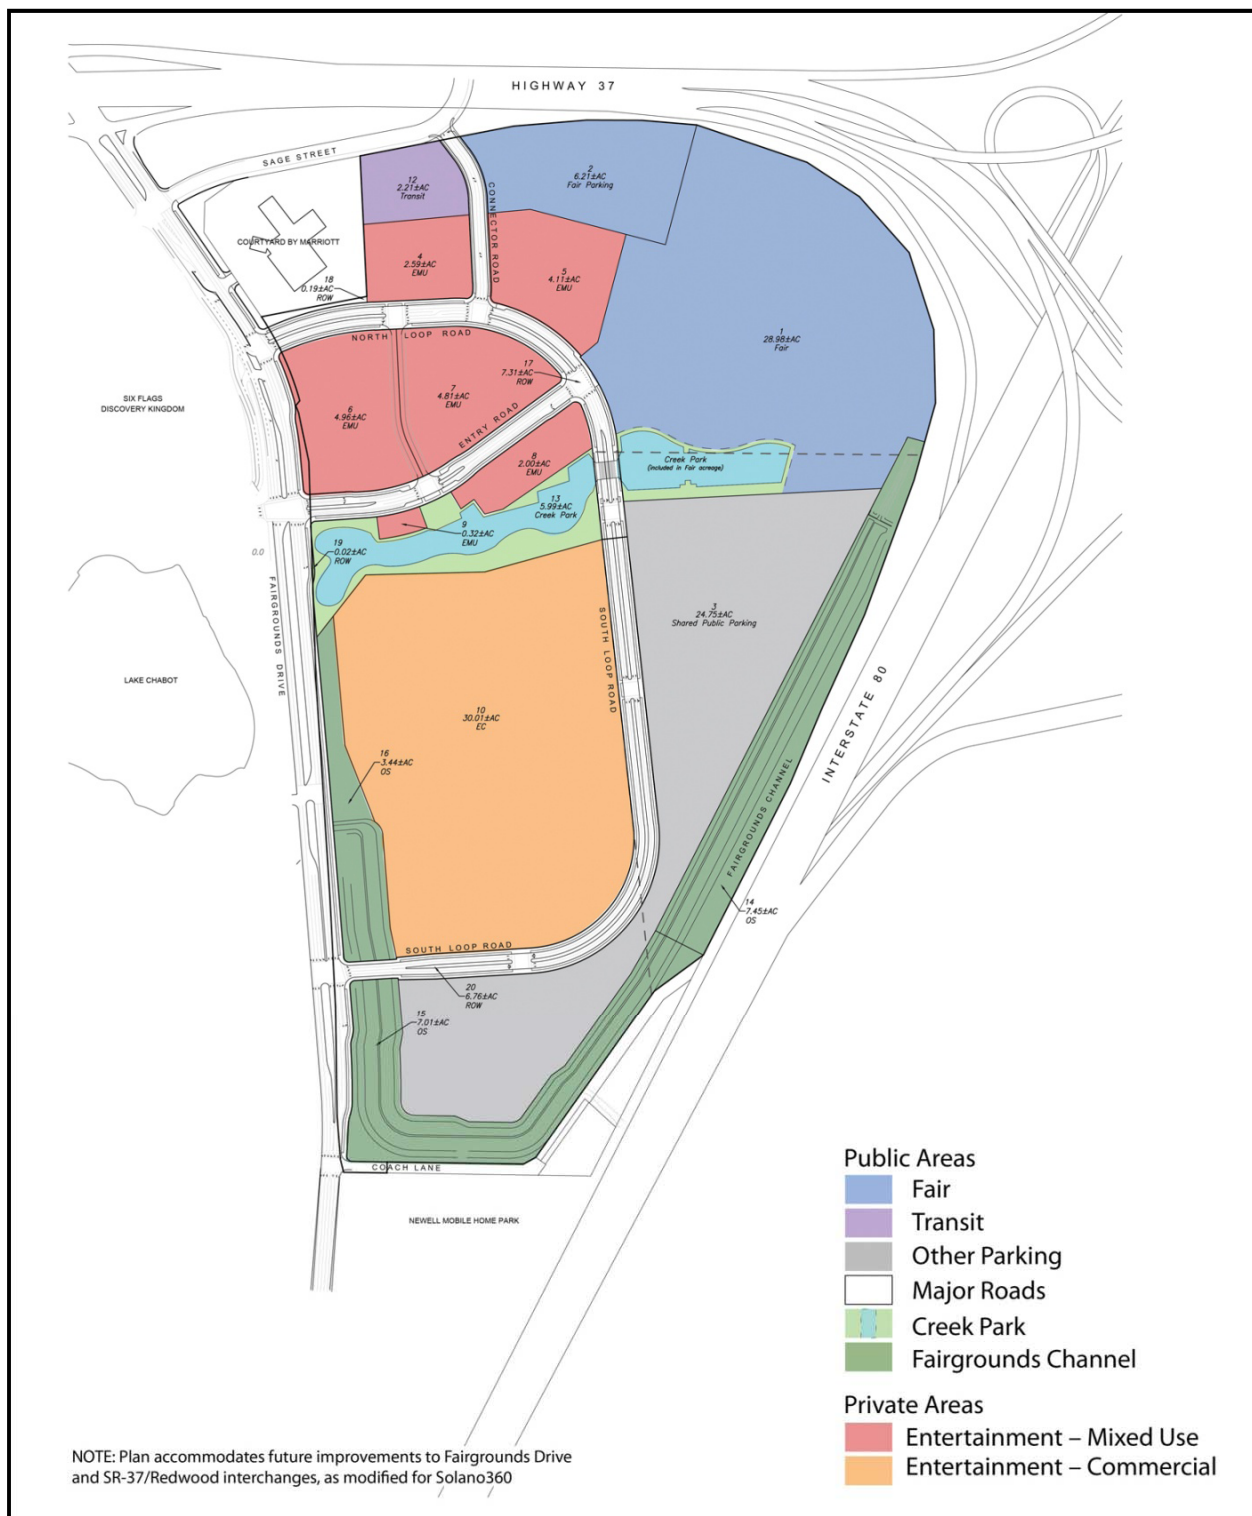 HIGHWAY 37
SAGE STREET
12
2.21±AC
Transit
2
6.21±AC
Fair Parking
CONNECTOR ROAD
COURTYARD BY MARRIOTT
4
2.59±AC
EMU
5
4.11±AC
EMU
18
0.19±AC
ROW
1
28.98±AC
Fair
NORTH LOOP ROAD
17
7.31±AC
ROW
SIX FLAGS
DISCOVERY KINGDOM
7
4.81±AC
EMU
6
4.96±AC
EMU
ENTRY ROAD
8
2.00±AC
EMU
Creek Park
(included in Fair acreage)
13
5.99±AC
Creek Park
9
0.32±AC
EMU
19
0.02±AC
ROW
0.0
FAIRGROUNDS DRIVE
3
24.75±AC
Shared Public Parking
SOUTH LOOP ROAD
LAKE CHABOT
10
30.01±AC
EC
INTERSTATE 80
16
3.44±AC
OS
FAIRGROUNDS CHANNEL
14
7.45±AC
OS
SOUTH LOOP ROAD
20
6.76±AC
ROW
15
7.01±AC
OS
COACH LANE
NEWELL MOBILE HOME PARK
Public Areas
Fair
Transit
Other Parking
Major Roads
Creek Park
Fairgrounds Channel
Private Areas
Entertainment – Mixed Use
Entertainment – Commercial
NOTE: Plan accommodates future improvements to Fairgrounds Drive
and SR-37/Redwood interchanges, as modified for Solano360